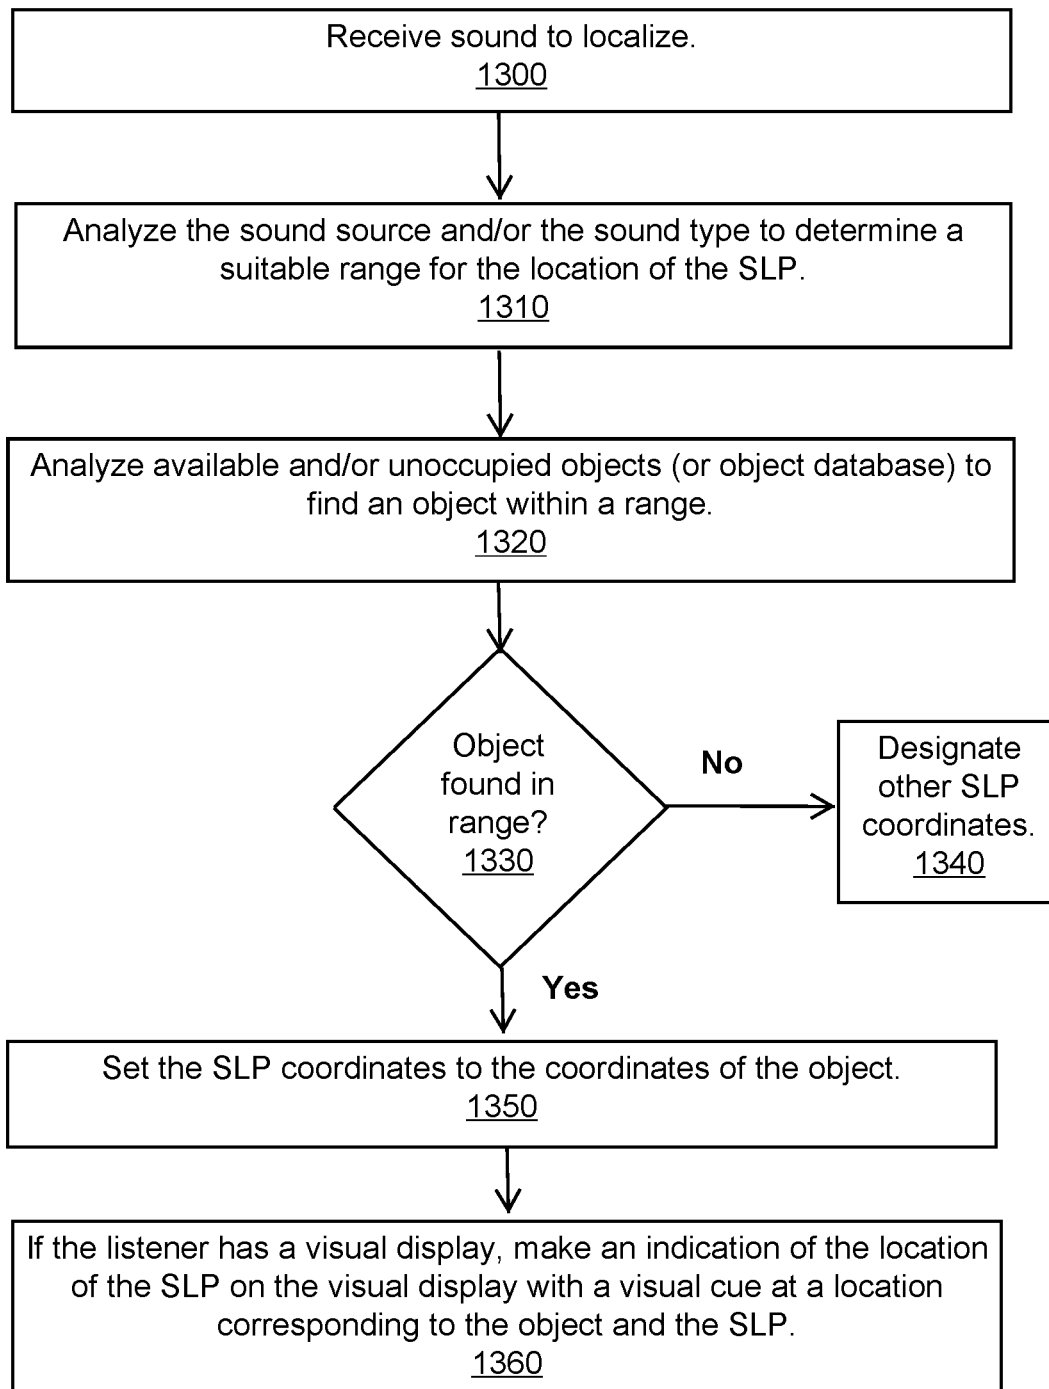 Receive sound to localize.
1300
Analyze the sound source and/or the sound type to determine a
suitable range for the location of the SLP.
1310
Analyze available and/or unoccupied objects (or object database) to
find an object within a range.
1320
Object
found in
range?
1330
No
Designate
other SLP
coordinates.
1340
Yes
Set the SLP coordinates to the coordinates of the object.
1350
If the listener has a visual display, make an indication of the location
of the SLP on the visual display with a visual cue at a location
corresponding to the object and the SLP.
1360